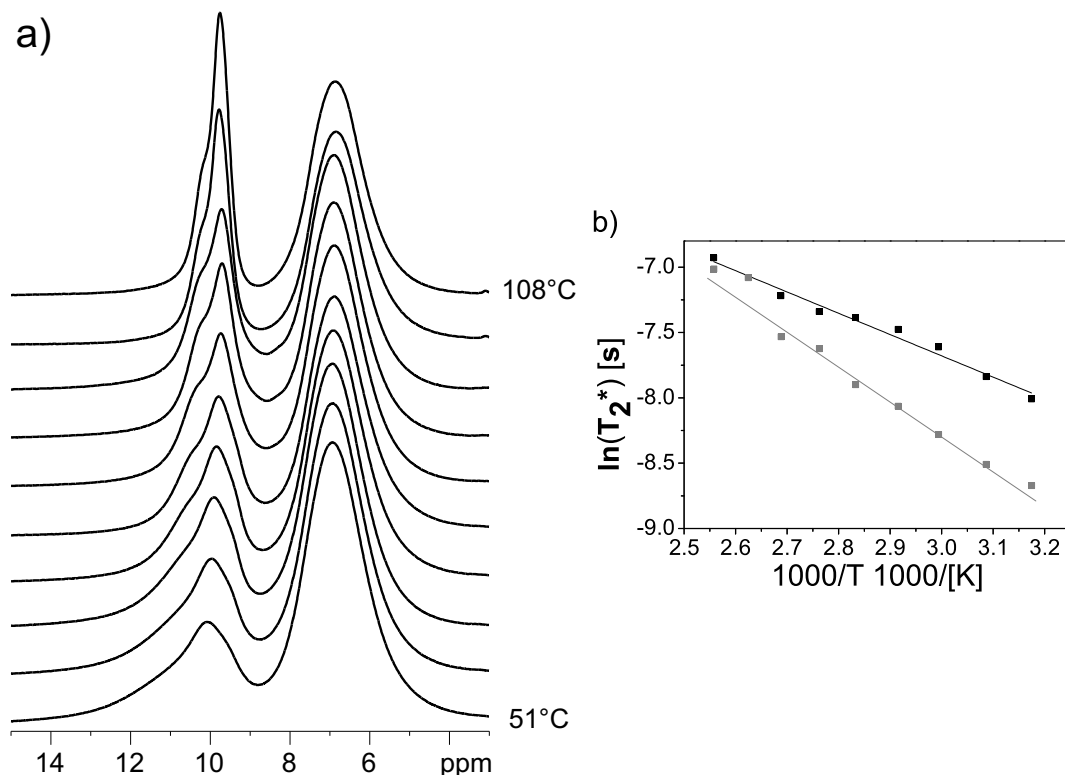 a)
108°C
51°C
14 12 10 8 6 ppm
b)
-7.0
-7.5
-8.0
-8.5
-9.0
ln(T2*) [s]
2.5 2.6 2.7 2.8 2.9 3.0 3.1 3.2
1000/T 1000/[K]